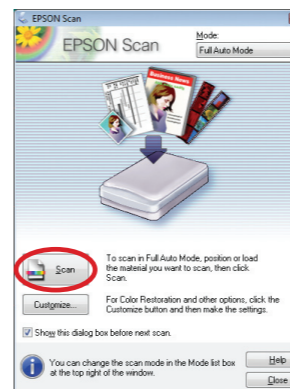 EPSON Scan
EPSON Scan
Mode:
Full Auto Mode
Business News
Scan
To scan in Full Auto Mode, position or load
the material you want to scan, then click
Scan.
Customize...
For Color Restoration and other options, click the
Customize button and then make the settings.
Show this dialog box before next scan.
You can change the scan mode in the Mode list box
at the top right of the window.
Help
Close